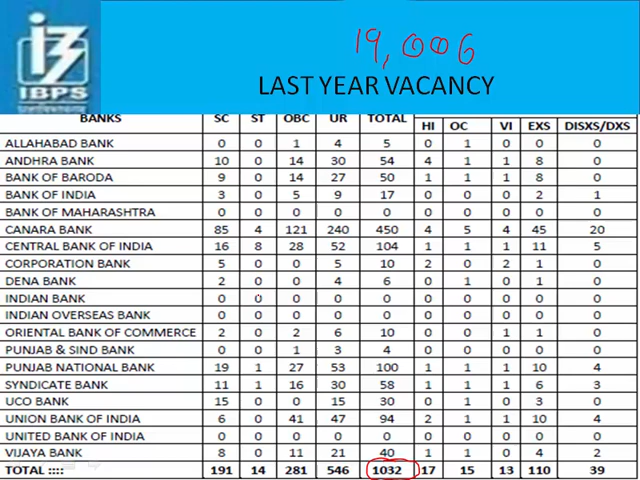 IBPS
19,006
LAST YEAR VACANCY
BANKS SC ST OBC UR TOTAL HI OC VI EXS DISXS/DXS
ALLAHABAD BANK 0 0 1 4 5 0 1 0 0 0
ANDHRA BANK 10 0 14 30 54 4 1 1 8 0
BANK OF BARODA 9 0 14 27 50 1 1 1 8 0
BANK OF INDIA 3 0 5 9 17 0 0 0 2 1
BANK OF MAHARASHTRA 0 0 0 0 0 0 0 0 0 0
CANARA BANK 85 4 121 240 450 4 5 4 45 20
CENTRAL BANK OF INDIA 16 8 28 52 104 1 1 1 11 5
CORPORATION BANK 5 0 0 5 10 2 0 2 1 0
DENA BANK 2 0 0 4 6 0 1 0 1 0
INDIAN BANK 0 0 0 0 0 0 0 0 0 0
INDIAN OVERSEAS BANK 0 0 0 0 0 0 0 0 0 0
ORIENTAL BANK OF COMMERCE 2 0 2 6 10 0 0 1 1 0
PUNJAB & SIND BANK 0 0 1 3 4 0 0 0 0 0
PUNJAB NATIONAL BANK 19 1 27 53 100 1 1 1 10 4
SYNDICATE BANK 11 1 16 30 58 1 1 1 6 3
UCO BANK 15 0 0 15 30 0 1 0 3 0
UNION BANK OF INDIA 6 0 41 47 94 2 1 1 10 4
UNITED BANK OF INDIA 0 0 0 0 0 0 0 0 0 0
VIJAYA BANK 8 0 11 21 40 1 1 0 4 2
TOTAL :::: 191 14 281 546 1032 17 15 13 110 39